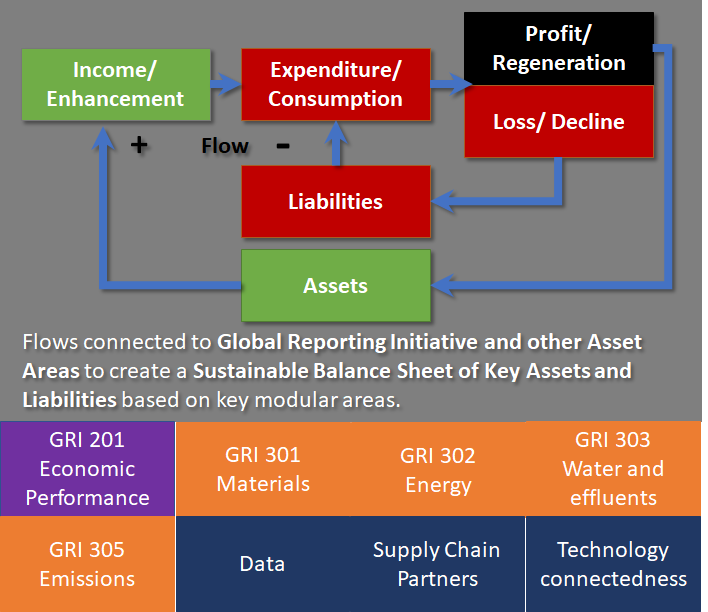 Income/
Enhancement
Expenditure/
Consumption
Profit/
Regeneration
Loss/ Decline
+ Flow -
Liabilities
Assets
Flows connected to Global Reporting Initiative and other Asset
Areas to create a Sustainable Balance Sheet of Key Assets and
Liabilities based on key modular areas.
GRI 201
Economic
Performance
GRI 301
Materials
GRI 302
Energy
GRI 303
Water and
effluents
GRI 305
Emissions
Data
Supply Chain
Partners
Technology
connectedness